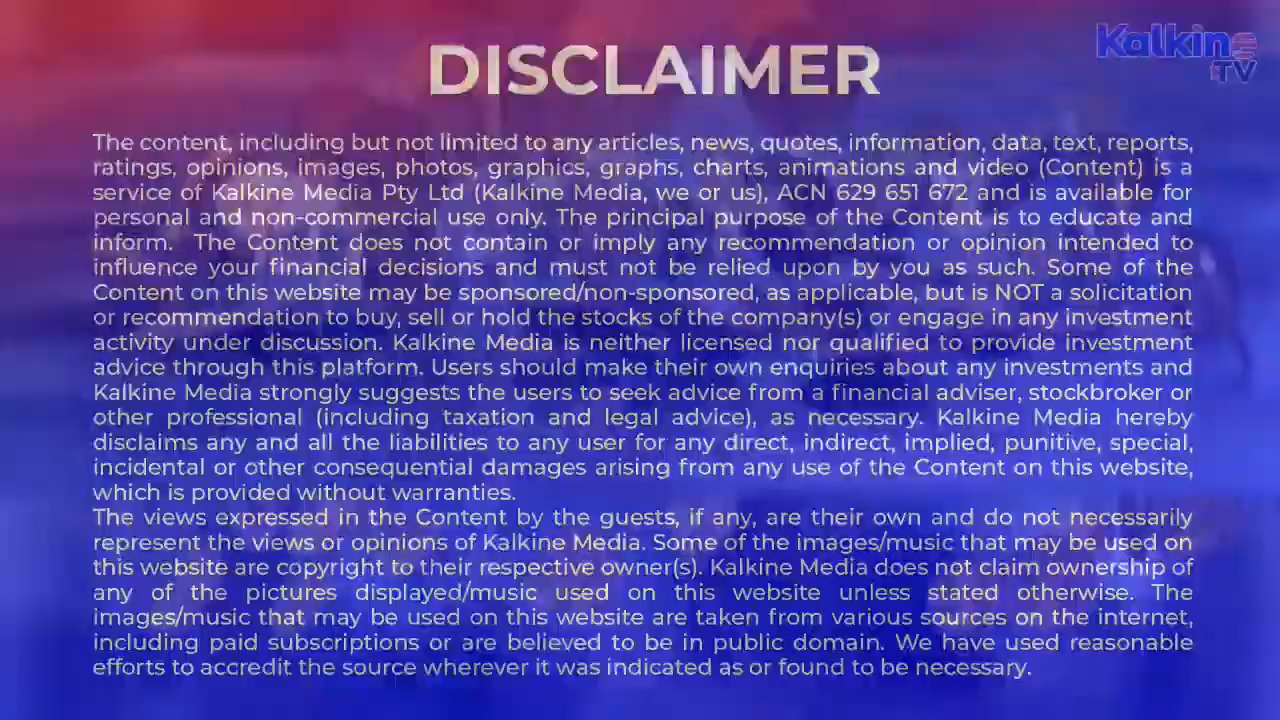 Kalkine
TV
DISCLAIMER
The content, including but not limited to any articles, news, quotes, information, data, text, reports,
ratings, opinions, images, photos, graphics, graphs, charts, animations and video (Content) is a
service of Kalkine Media Pty Ltd (Kalkine Media, we or us), ACN 629 651 672 and is available for
personal and non-commercial use only. The principal purpose of the Content is to educate and
inform. The Content does not contain or imply any recommendation or opinion intended to
influence your financial decisions and must not be relied upon by you as such. Some of the
Content on this website may be sponsored/non-sponsored, as applicable, but is NOT a solicitation
or recommendation to buy, sell or hold the stocks of the company(s) or engage in any investment
activity under discussion. Kalkine Media is neither licensed nor qualified to provide investment
advice through this platform. Users should make their own enquiries about any investments and
Kalkine Media strongly suggests the users to seek advice from a financial adviser, stockbroker or
other professional (including taxation and legal advice), as necessary. Kalkine Media hereby
disclaims any and all the liabilities to any user for any direct, indirect, implied, punitive, special,
incidental or other consequential damages arising from any use of the Content on this website,
which is provided without warranties.
The views expressed in the Content by the guests, if any, are their own and do not necessarily
represent the views or opinions of Kalkine Media. Some of the images/music that may be used on
this website are copyright to their respective owner(s). Kalkine Media does not claim ownership of
any of the pictures displayed/music used on this website unless stated otherwise. The
images/music that may be used on this website are taken from various sources on the internet,
including paid subscriptions or are believed to be in public domain. We have used reasonable
efforts to accredit the source wherever it was indicated as or found to be necessary.